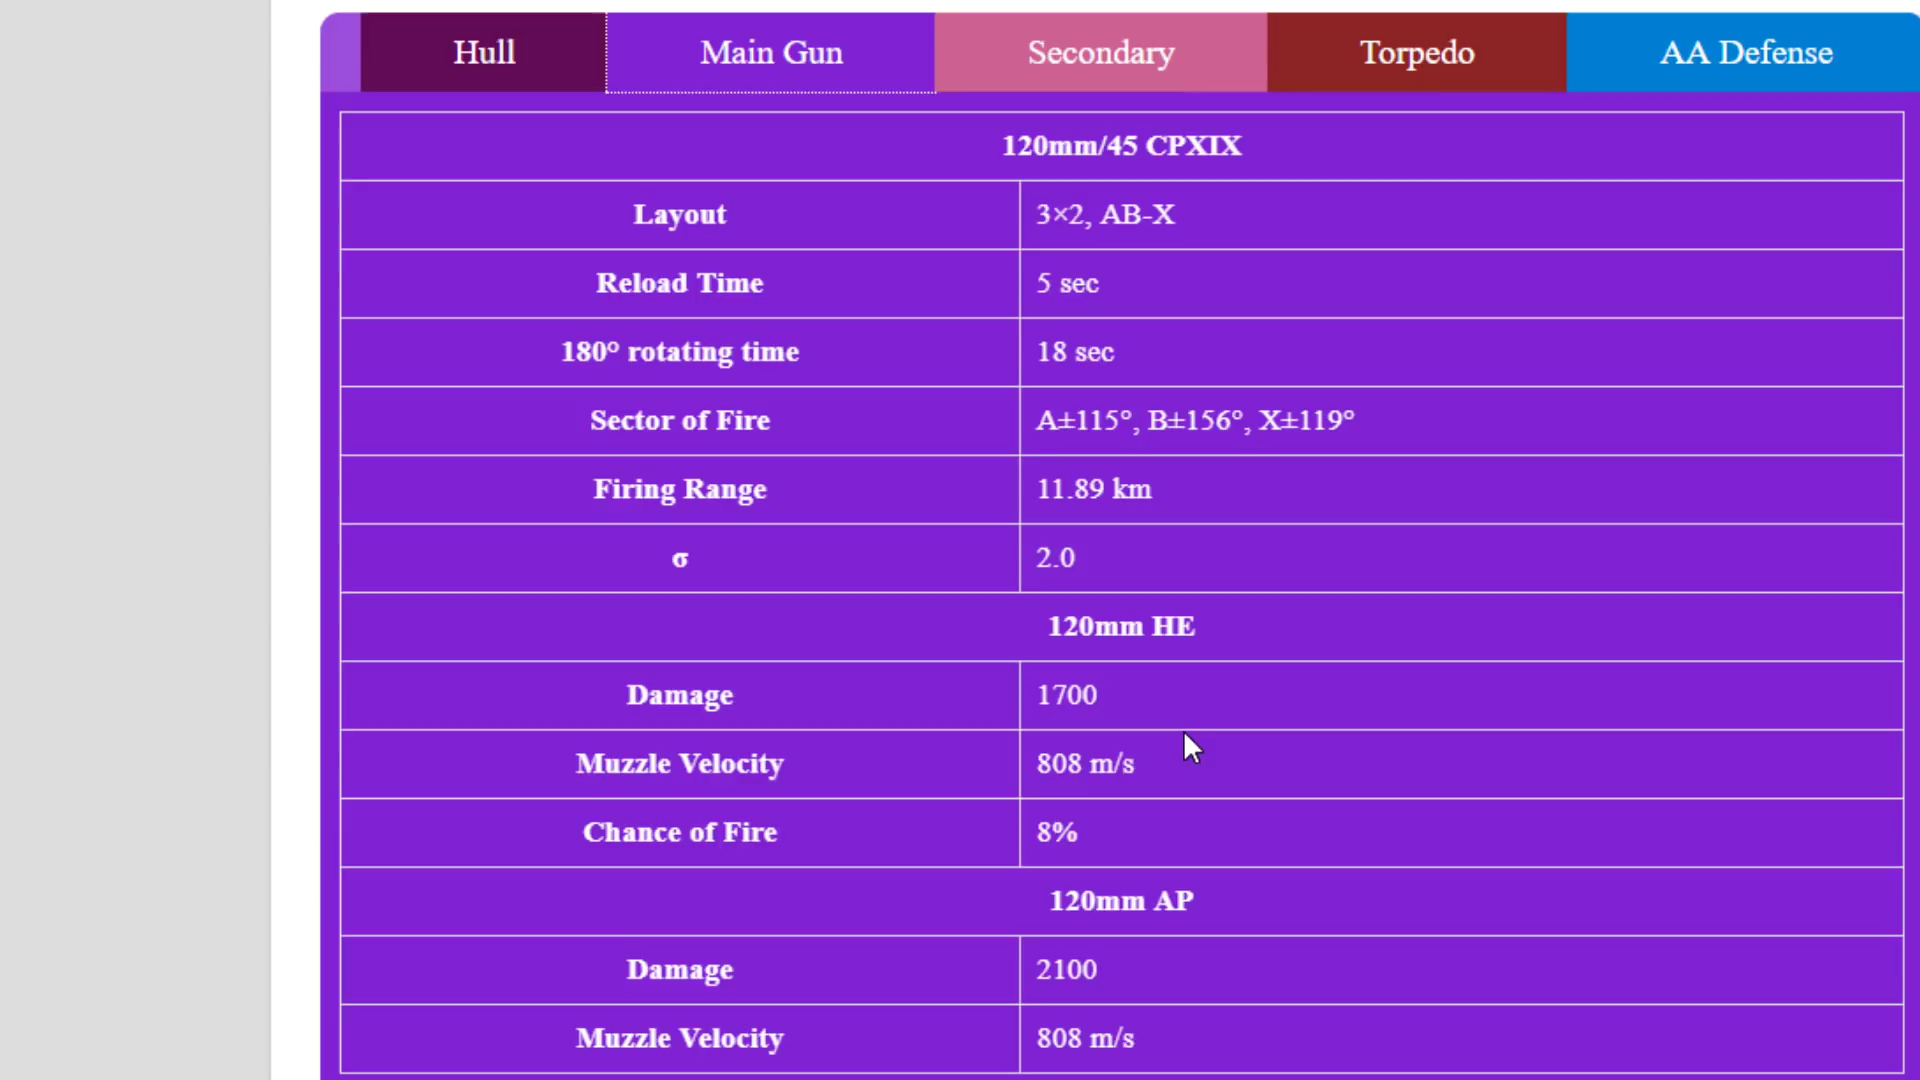 Hull Main Gun Secondary Torpedo AA Defense
120mm/45 CPXIX
Layout 3×2, AB-X
Reload Time 5 sec
180° rotating time 18 sec
Sector of Fire A±115°, B±156°, X±119°
Firing Range 11.89 km
σ 2.0
120mm HE
Damage 1700
Muzzle Velocity 808 m/s
Chance of Fire 8%
120mm AP
Damage 2100
Muzzle Velocity 808 m/s